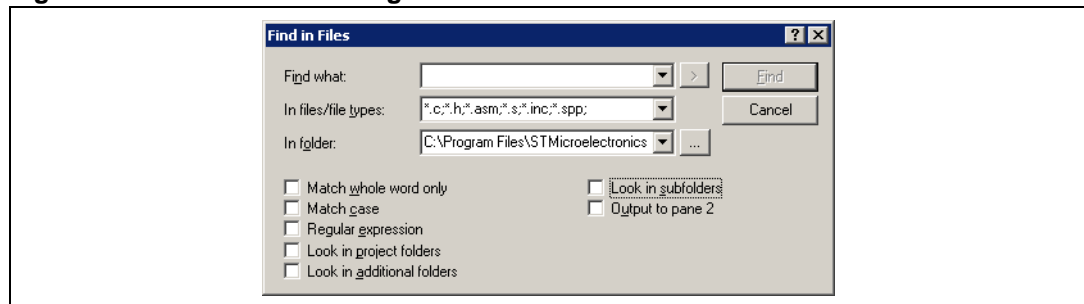 Find in Files
Find what:
>
Find
In files/file types:
*.c;*.h;*.asm;*.s;*.inc;*.spp;
Cancel
In folder:
C:\Program Files\STMicroelectronics
...
Match whole word only
Look in subfolders
Match case
Output to pane 2
Regular expression
Look in project folders
Look in additional folders